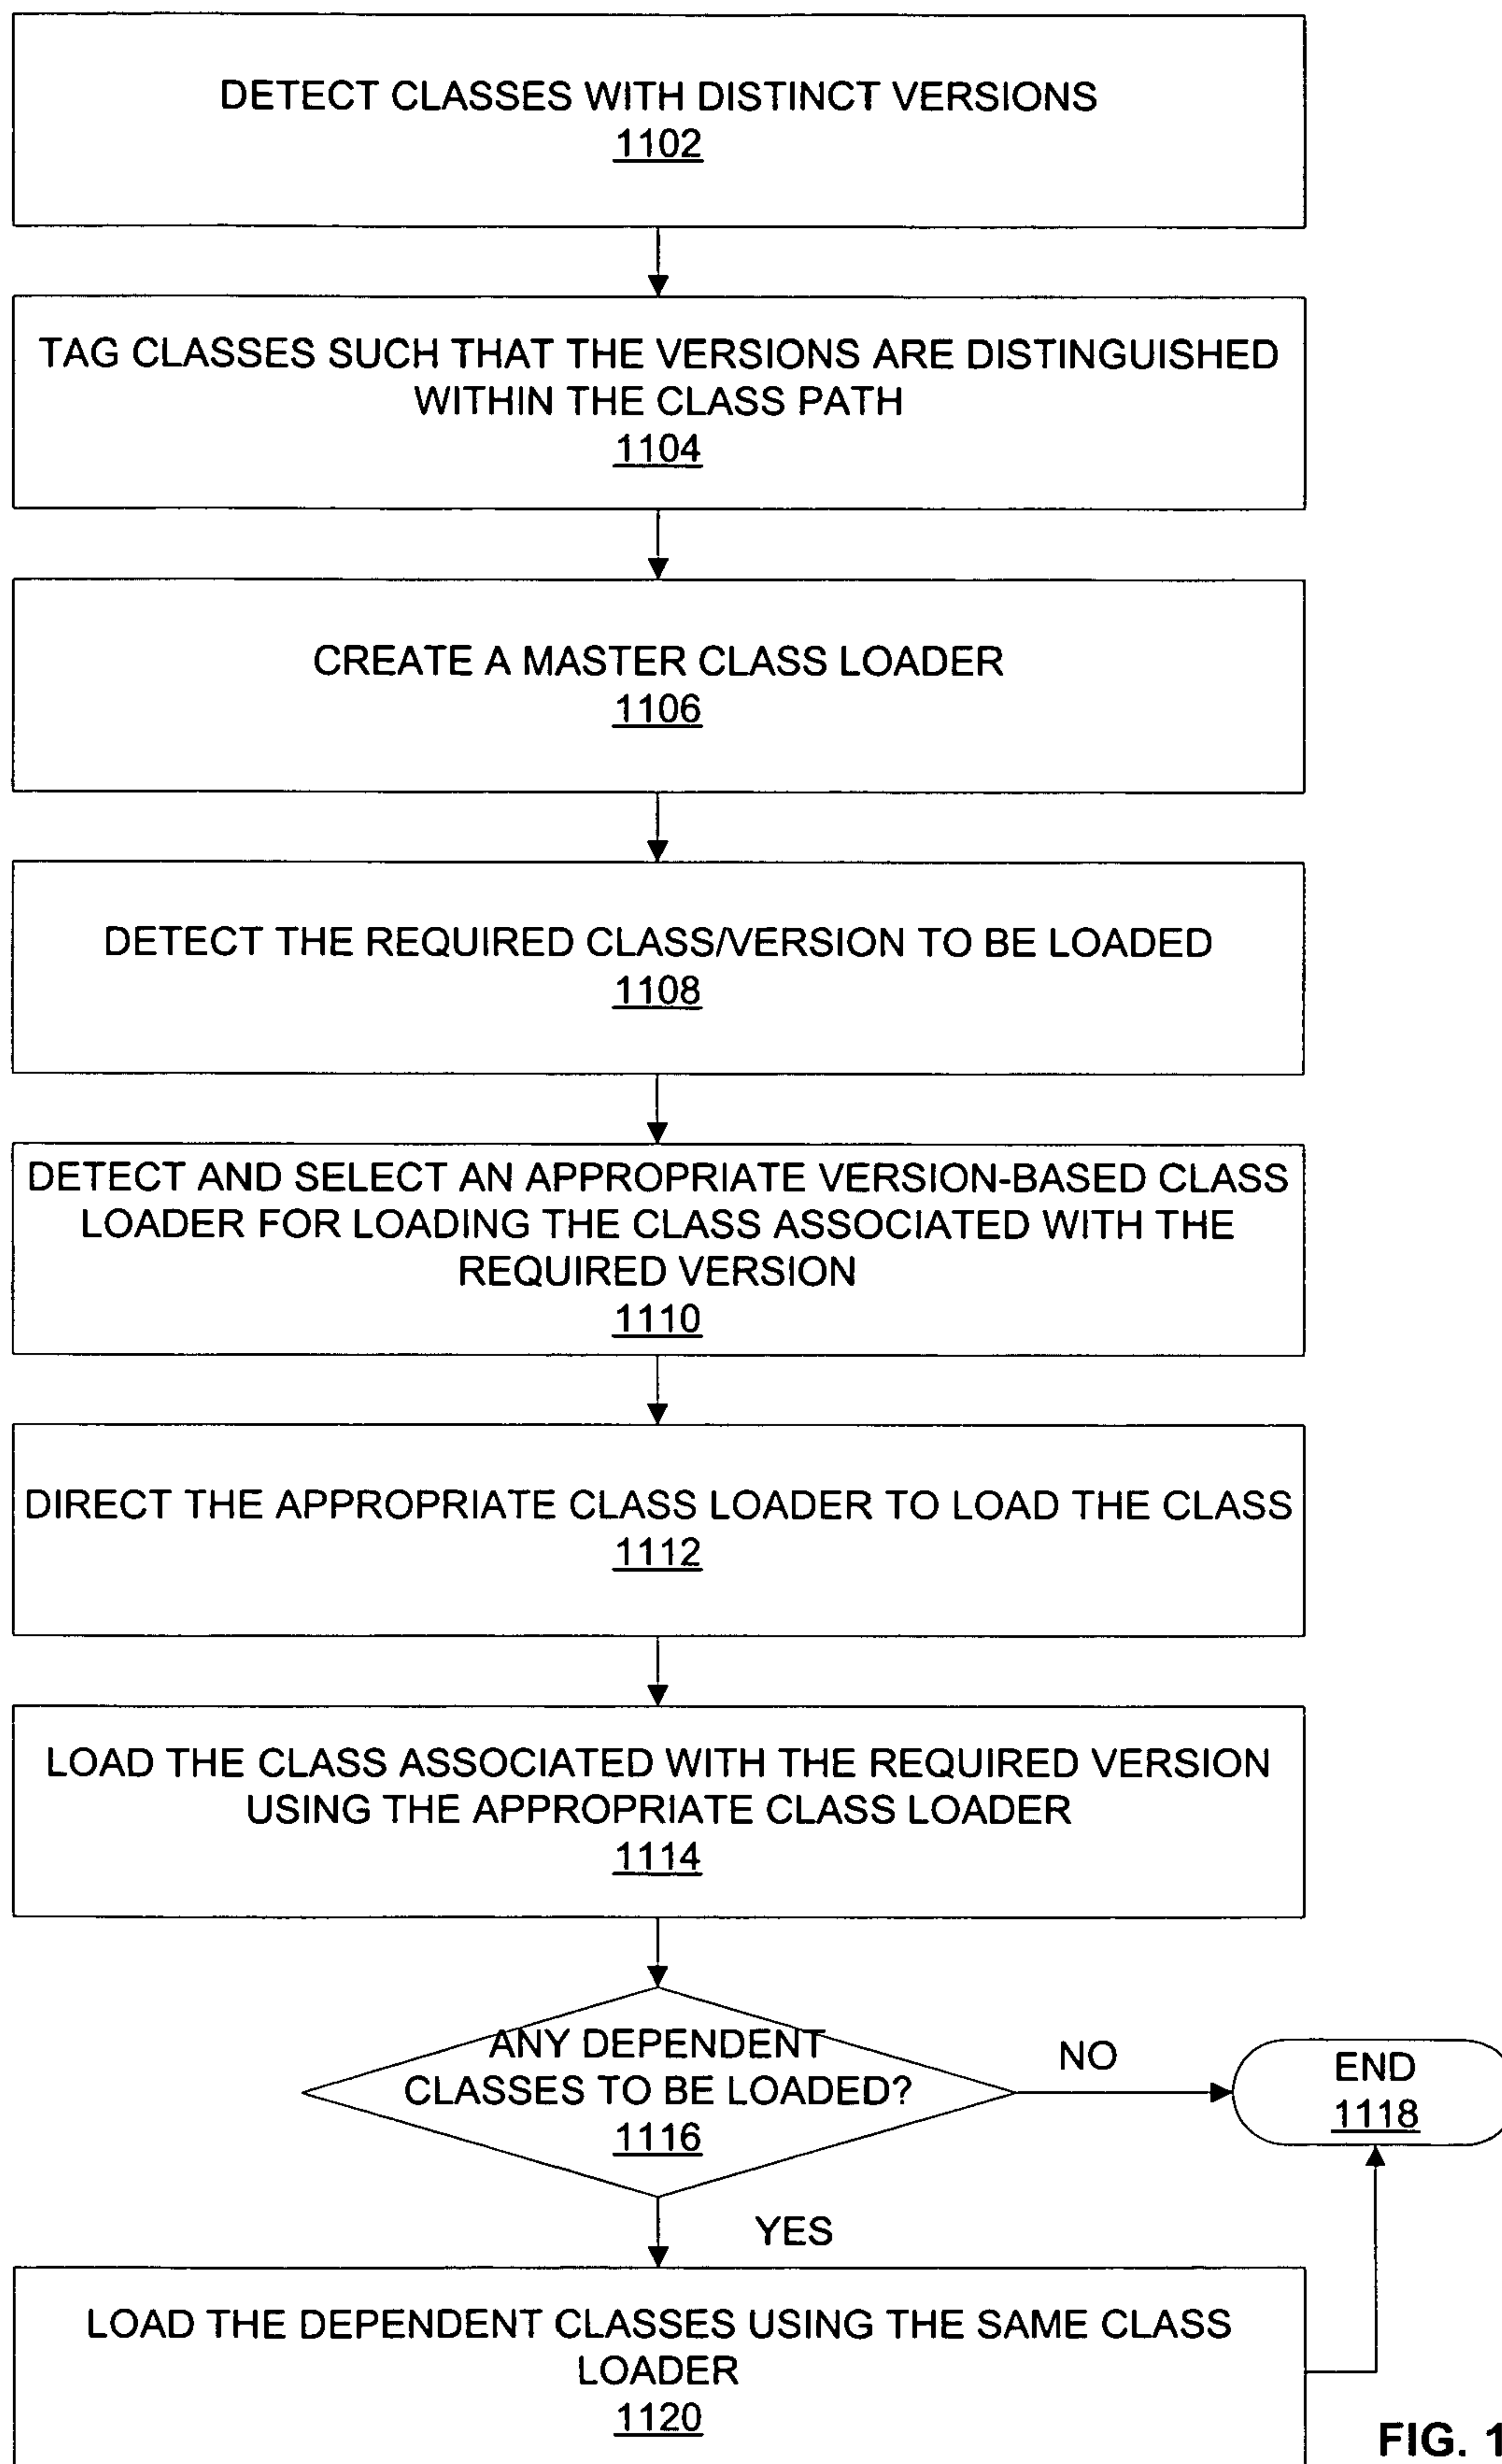 DETECT CLASSES WITH DISTINCT VERSIONS
1102
TAG CLASSES SUCH THAT THE VERSIONS ARE DISTINGUISHED
WITHIN THE CLASS PATH
1104
CREATE A MASTER CLASS LOADER
1106
DETECT THE REQUIRED CLASS/VERSION TO BE LOADED
1108
DETECT AND SELECT AN APPROPRIATE VERSION-BASED CLASS
LOADER FOR LOADING THE CLASS ASSOCIATED WITH THE
REQUIRED VERSION
1110
DIRECT THE APPROPRIATE CLASS LOADER TO LOAD THE CLASS
1112
LOAD THE CLASS ASSOCIATED WITH THE REQUIRED VERSION
USING THE APPROPRIATE CLASS LOADER
1114
ANY DEPENDENT
CLASSES TO BE LOADED?
1116
NO
END
1118
YES
LOAD THE DEPENDENT CLASSES USING THE SAME CLASS
LOADER
1120
FIG. 1